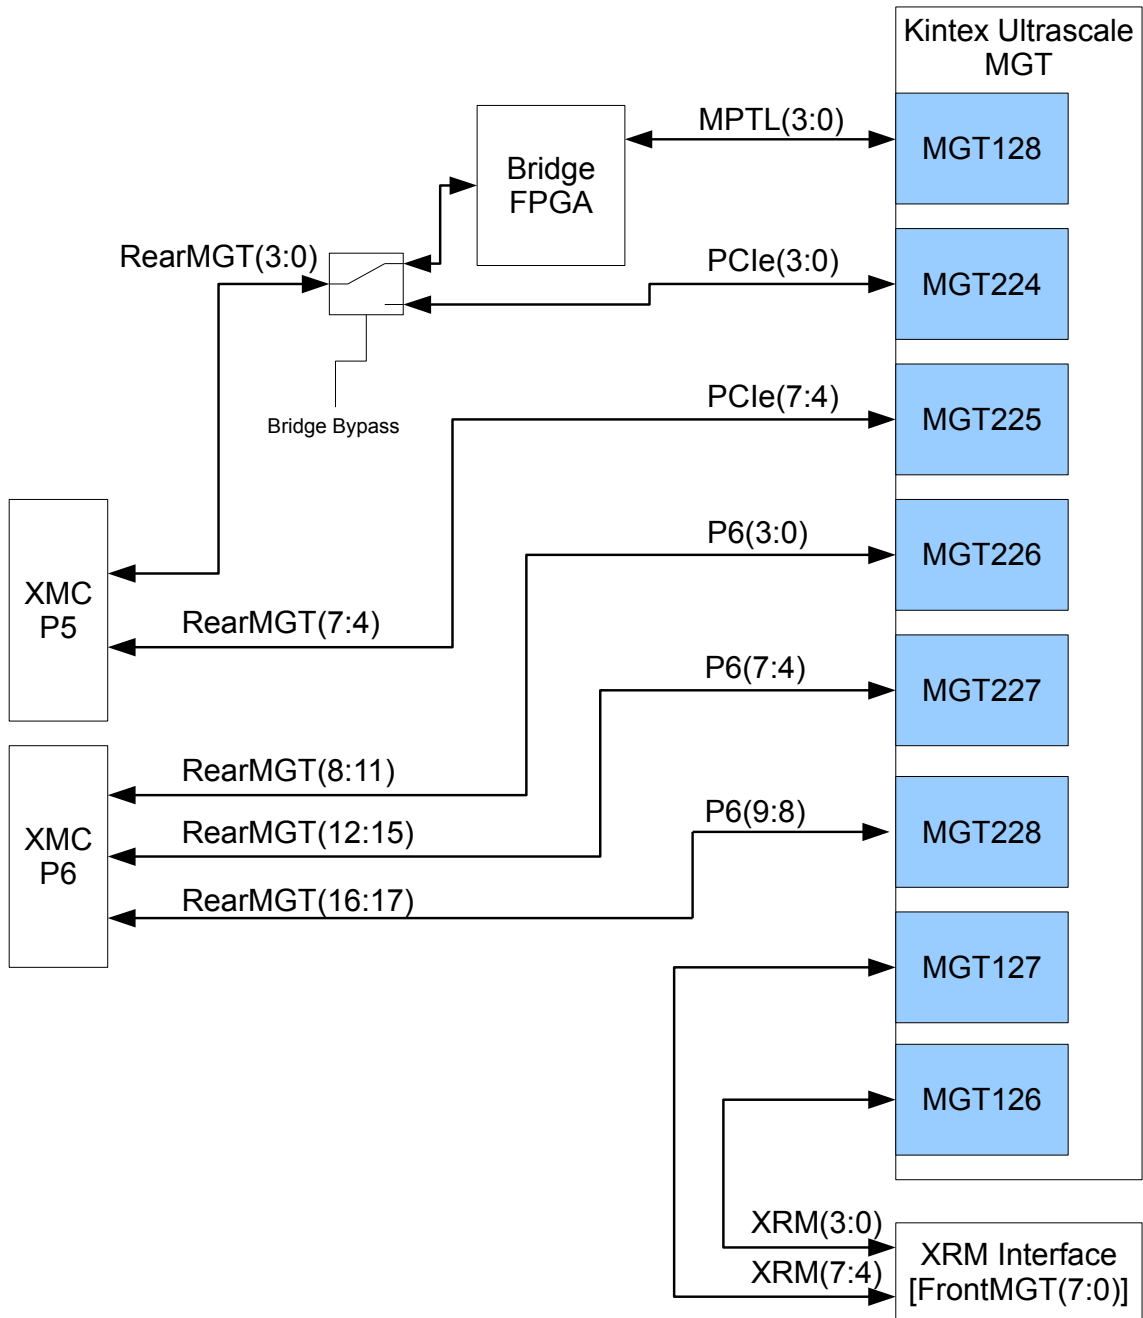 Kintex Ultrascale
MGT
MPTL(3:0)
MGT128
Bridge
FPGA
RearMGT(3:0)
PCIe(3:0)
MGT224
PCIe(7:4)
MGT225
Bridge Bypass
P6(3:0)
MGT226
XMC
P5
RearMGT(7:4)
P6(7:4)
MGT227
RearMGT(8:11)
P6(9:8)
RearMGT(12:15)
MGT228
XMC
P6
RearMGT(16:17)
MGT127
MGT126
XRM(3:0)
XRM(7:4)
XRM Interface
[FrontMGT(7:0)]